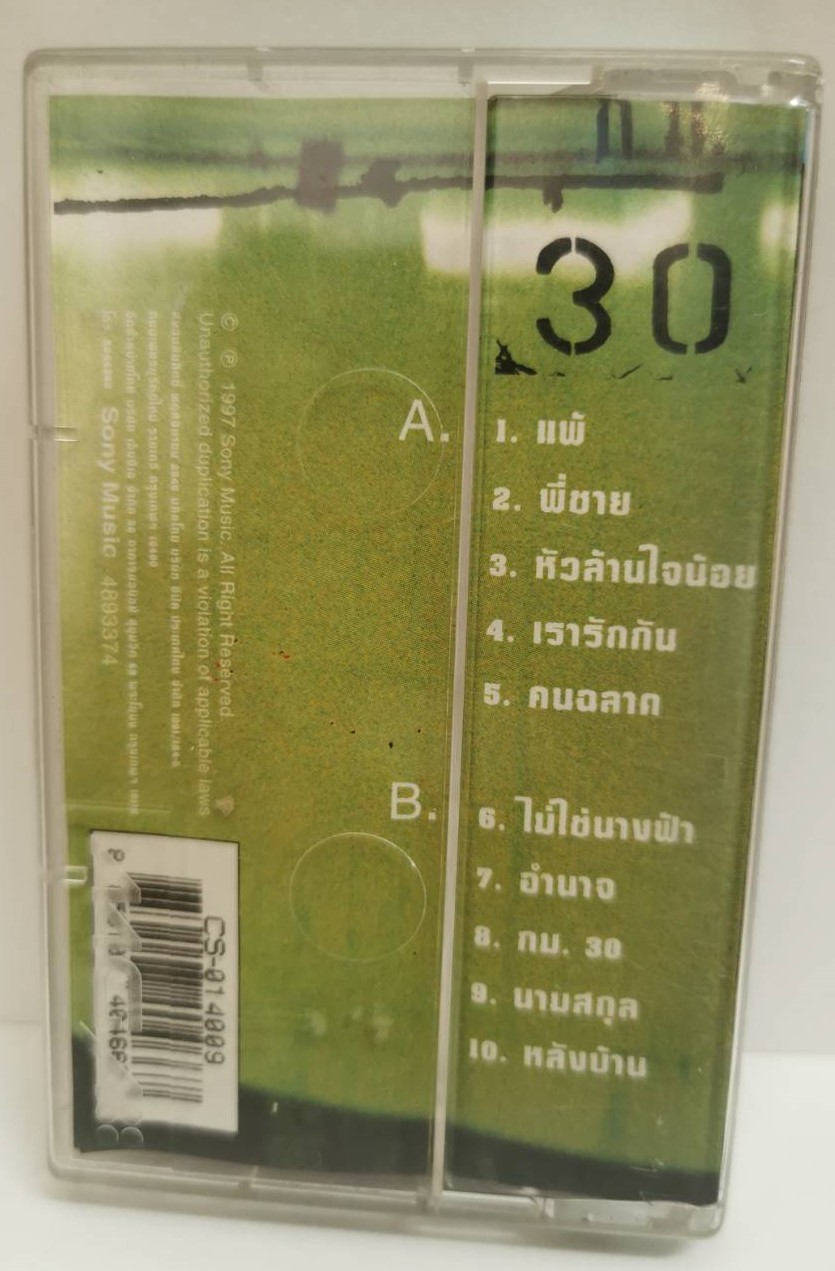 30
A.
1. แพ้
2. พี่ชาย
3. หัวล้านใจน้อย
4. เรารักกัน
5. คนฉลาด
B.
6. ไม่ใช่นางฟ้า
7. อำนาจ
8. กม. 30
9. นามสกุล
10. หลังบ้าน
© ℗ 1997 Sony Music. All Right Reserved
Unauthorized duplication is a violation of applicable laws
Sony Music 4893374
CS-014009